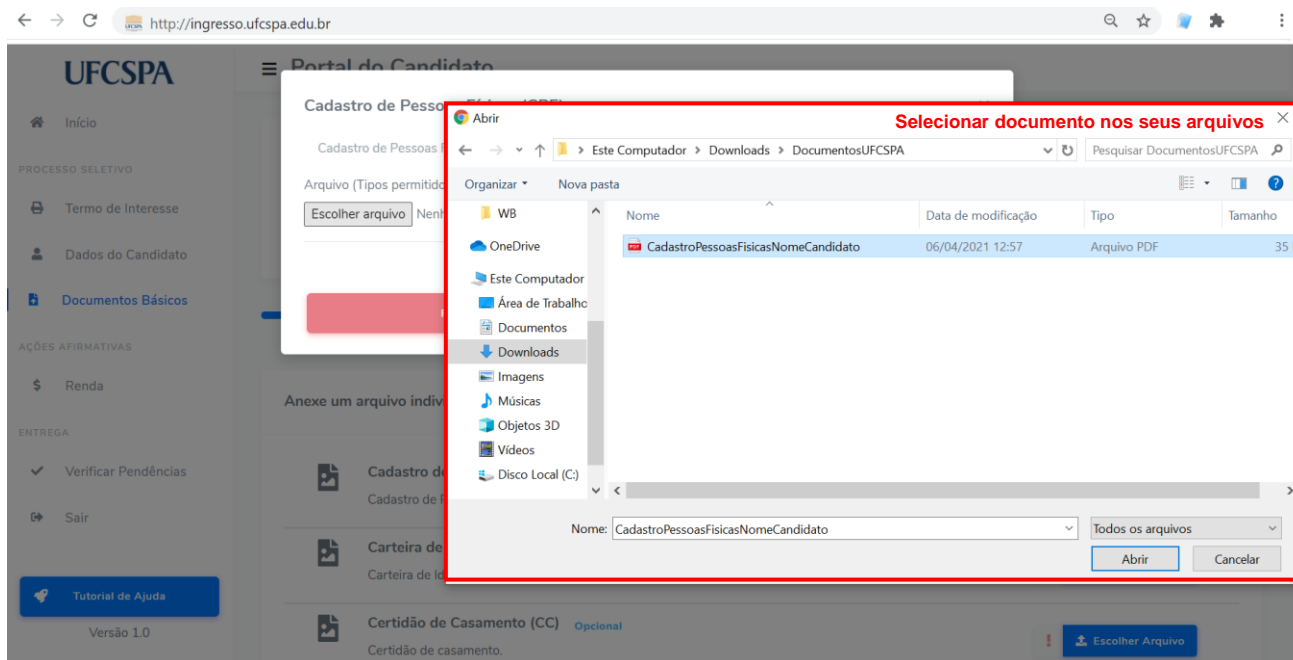 http://ingresso.ufcspa.edu.br
UFCSPA
Portal do Candidato
Início
PROCESSO SELETIVO
Termo de Interesse
Dados do Candidato
Documentos Básicos
AÇÕES AFIRMATIVAS
Renda
ENTREGA
Verificar Pendências
Sair
Tutorial de Ajuda
Versão 1.0
Cadastro de Pesso
Cadastro de Pessoas
Arquivo (Tipos permitido
Escolher arquivo
Anexe um arquivo indiv
Cadastro d
Cadastro de
Carteira de
Carteira de Id
Certidão de Casamento (CC) Opcional
Certidão de casamento.
! Escolher Arquivo
Abrir
Selecionar documento nos seus arquivos
Este Computador > Downloads > DocumentosUFCSPA
Pesquisar DocumentosUFCSPA
Organizar Nova pasta
Nome Data de modificação Tipo Tamanho
CadastroPessoasFisicasNomeCandidato 06/04/2021 12:57 Arquivo PDF 35
WB
OneDrive
Este Computador
Área de Trabalho
Documentos
Downloads
Imagens
Músicas
Objetos 3D
Vídeos
Disco Local (C:)
Nome: CadastroPessoasFisicasNomeCandidato Todos os arquivos
Abrir Cancelar